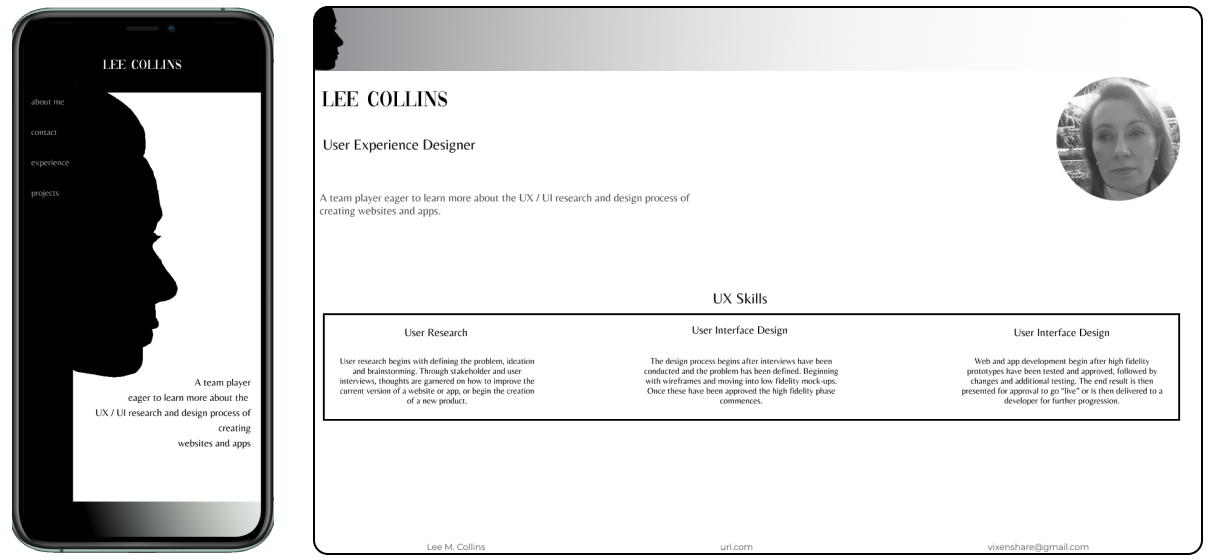 LEE COLLINS
about me
contact
experience
projects
A team player
eager to learn more about the
UX / UI research and design process of
creating
websites and apps
LEE COLLINS
User Experience Designer
A team player eager to learn more about the UX / UI research and design process of
creating websites and apps.
UX Skills
User Research
User research begins with defining the problem, ideation
and brainstorming. Through stakeholder and user
interviews, thoughts are garnered on how to improve the
current version of a website or app, or begin the creation
of a new product.
User Interface Design
The design process begins after interviews have been
conducted and the problem has been defined. Beginning
with wireframes and moving into low fidelity mock-ups.
Once these have been approved the high fidelity phase
commences.
User Interface Design
Web and app development begin after high fidelity
prototypes have been tested and approved, followed by
changes and additional testing. The end result is then
presented for approval to go "live" or is then delivered to a
developer for further progression.
Lee M. Collins
url.com
vixenshare@gmail.com